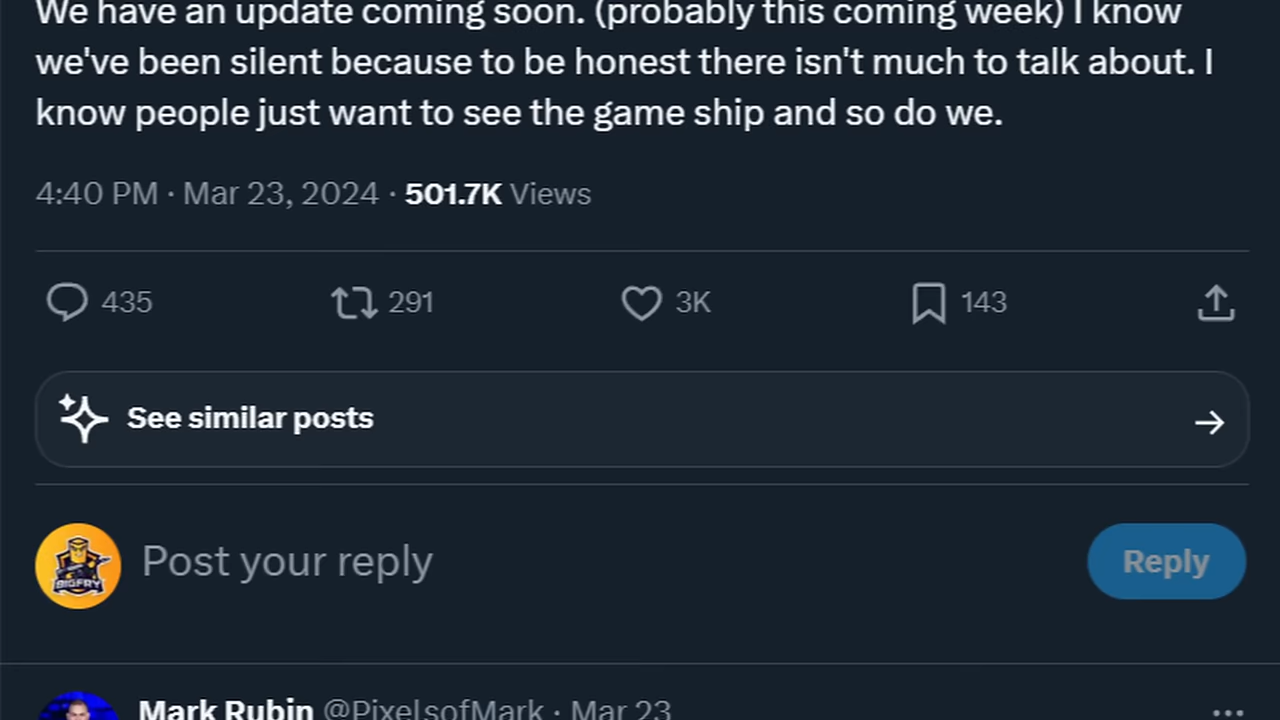 We have an update coming soon. (probably this coming week) I know
we've been silent because to be honest there isn't much to talk about. I
know people just want to see the game ship and so do we.
4:40 PM · Mar 23, 2024 · 501.7K Views
435 291 3K 143
See similar posts
BIGFRY
Post your reply
Reply
Mark Rubin @PixelsofMark · Mar 23